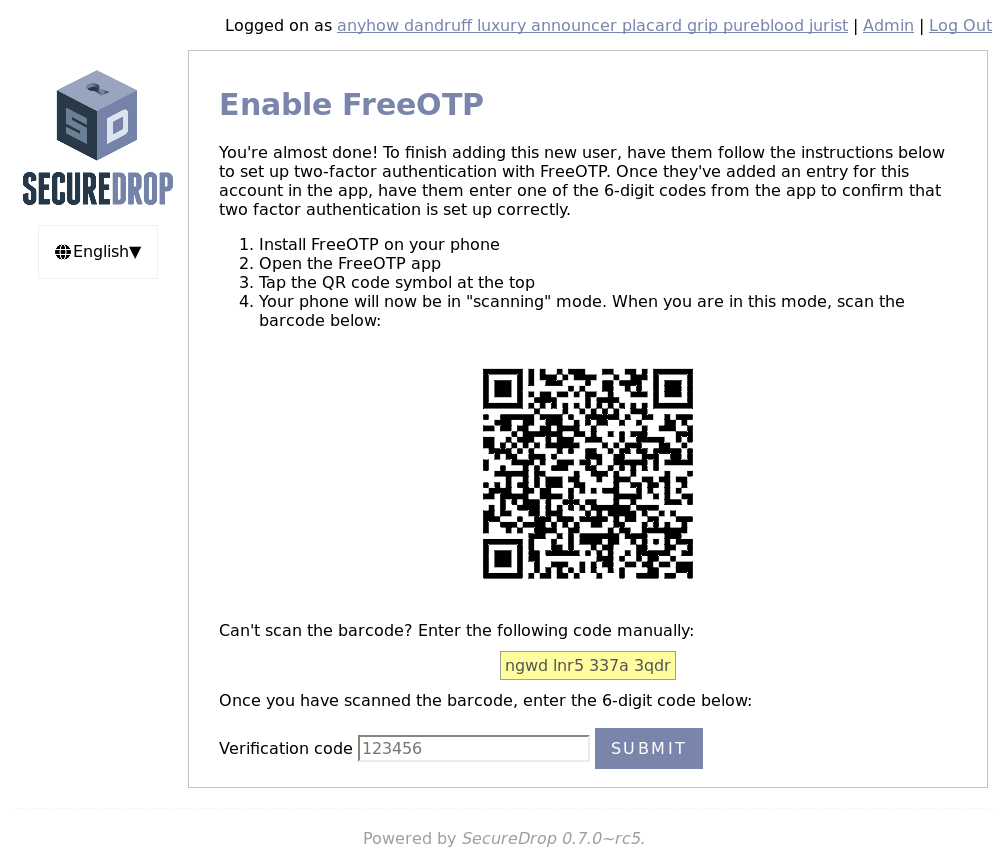 Logged on as anyhow dandruff luxury announcer placard grip pureblood jurist | Admin | Log Out
SD
SECUREDROP
English▼
Enable FreeOTP
You're almost done! To finish adding this new user, have them follow the instructions below
to set up two-factor authentication with FreeOTP. Once they've added an entry for this
account in the app, have them enter one of the 6-digit codes from the app to confirm that
two factor authentication is set up correctly.
1. Install FreeOTP on your phone
2. Open the FreeOTP app
3. Tap the QR code symbol at the top
4. Your phone will now be in "scanning" mode. When you are in this mode, scan the
barcode below:
Can't scan the barcode? Enter the following code manually:
ngwd lnr5 337a 3qdr
Once you have scanned the barcode, enter the 6-digit code below:
Verification code 123456 SUBMIT
Powered by SecureDrop 0.7.0~rc5.